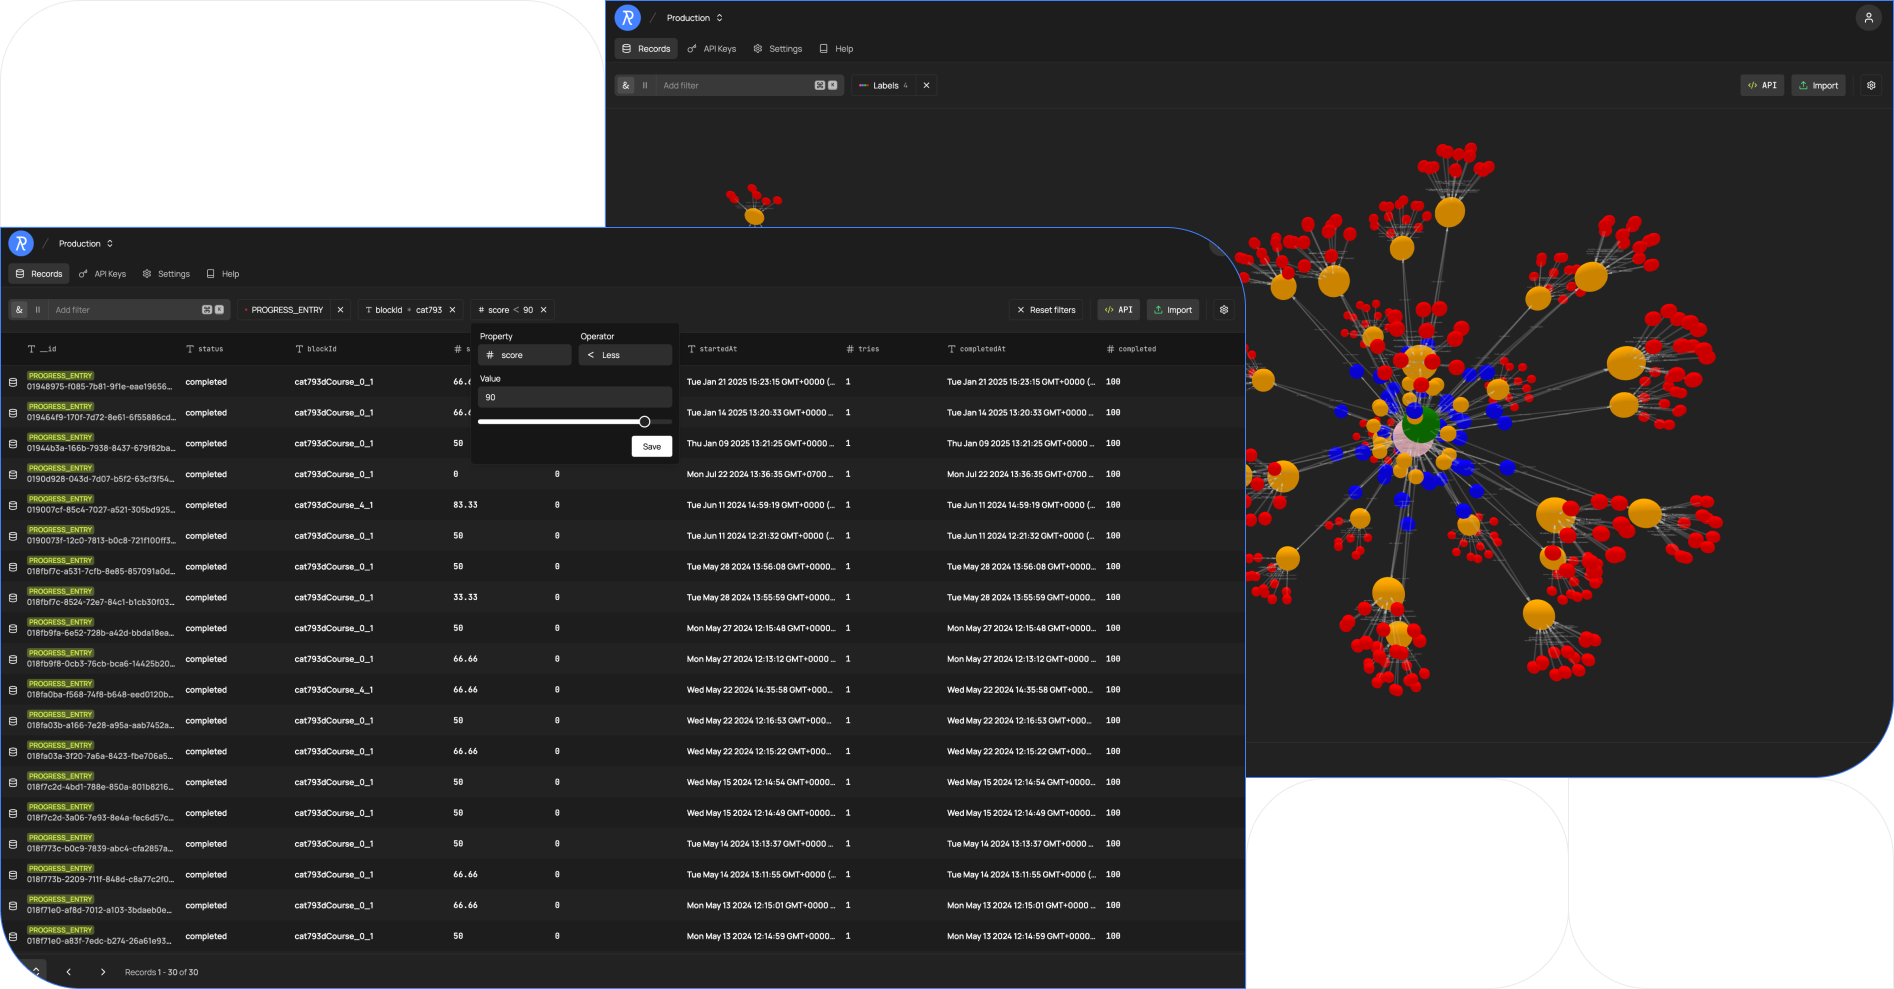 Production
Records API Keys Settings Help
& Add filter ⌘ K Labels 4 API Import
Production
Records API Keys Settings Help
& Add filter ⌘ K PROGRESS_ENTRY blockId = cat793 # score < 90 Reset filters API Import
Property Operator
# score < Less
Value
90
Save
__id status blockId # s startedAt # tries completedAt # completed
PROGRESS_ENTRY
01948975-f085-7b81-9f1e-eae19656... completed cat793dCourse_0_1 66.6 Tue Jan 21 2025 15:23:15 GMT+0000 (... 1 Tue Jan 21 2025 15:23:15 GMT+0000 (... 100
PROGRESS_ENTRY
019464f9-170f-7d72-8e61-6f55886cd... completed cat793dCourse_0_1 66.6 Tue Jan 14 2025 13:20:33 GMT+0000 ... 1 Tue Jan 14 2025 13:20:33 GMT+0000 ... 100
PROGRESS_ENTRY
01944b3a-166b-7938-8437-679f82ba... completed cat793dCourse_0_1 50 Thu Jan 09 2025 13:21:25 GMT+0000... 1 Thu Jan 09 2025 13:21:25 GMT+0000... 100
PROGRESS_ENTRY
0190d928-043d-7d07-b5f2-63cf3f54... completed cat793dCourse_0_1 0 0 Mon Jul 22 2024 13:36:35 GMT+0700 ... 1 Mon Jul 22 2024 13:36:35 GMT+0700 ... 100
PROGRESS_ENTRY
019007cf-85c4-7027-a521-305bd925... completed cat793dCourse_4_1 83.33 0 Tue Jun 11 2024 14:59:19 GMT+0000 (... 1 Tue Jun 11 2024 14:59:19 GMT+0000 (... 100
PROGRESS_ENTRY
0190073f-12c0-7813-b0c8-721f100ff3... completed cat793dCourse_0_1 50 0 Tue Jun 11 2024 12:21:32 GMT+0000 (... 1 Tue Jun 11 2024 12:21:32 GMT+0000 (... 100
PROGRESS_ENTRY
018fbf7c-a531-7cfb-8e85-857091a0d... completed cat793dCourse_0_1 50 0 Tue May 28 2024 13:56:08 GMT+0000... 1 Tue May 28 2024 13:56:08 GMT+0000... 100
PROGRESS_ENTRY
018fbf7c-8524-72e7-84c1-b1cb30f03... completed cat793dCourse_0_1 33.33 0 Tue May 28 2024 13:55:59 GMT+0000... 1 Tue May 28 2024 13:55:59 GMT+0000... 100
PROGRESS_ENTRY
018fb9fa-6e52-728b-a42d-bbda18ea... completed cat793dCourse_0_1 50 0 Mon May 27 2024 12:15:48 GMT+0000... 1 Mon May 27 2024 12:15:48 GMT+0000... 100
PROGRESS_ENTRY
018fb9f8-0cb3-76cb-bca6-14425b20... completed cat793dCourse_0_1 66.66 0 Mon May 27 2024 12:13:12 GMT+0000 ... 1 Mon May 27 2024 12:13:12 GMT+0000 ... 100
PROGRESS_ENTRY
018fa0ba-f568-74f8-b648-eed0120b... completed cat793dCourse_4_1 66.66 0 Wed May 22 2024 14:35:58 GMT+000... 1 Wed May 22 2024 14:35:58 GMT+000... 100
PROGRESS_ENTRY
018fa03b-a166-7e28-a95a-aab7452a... completed cat793dCourse_0_1 50 0 Wed May 22 2024 12:16:53 GMT+000... 1 Wed May 22 2024 12:16:53 GMT+000... 100
PROGRESS_ENTRY
018fa03a-3f20-7a6a-8423-fbe706a5... completed cat793dCourse_0_1 66.66 0 Wed May 22 2024 12:15:22 GMT+000... 1 Wed May 22 2024 12:15:22 GMT+000... 100
PROGRESS_ENTRY
018f7c2d-4bd1-788e-850a-801b8216... completed cat793dCourse_0_1 50 0 Wed May 15 2024 12:14:54 GMT+000... 1 Wed May 15 2024 12:14:54 GMT+000... 100
PROGRESS_ENTRY
018f7c2d-3a06-7e93-8e4a-fec6d57c... completed cat793dCourse_0_1 50 0 Wed May 15 2024 12:14:49 GMT+000... 1 Wed May 15 2024 12:14:49 GMT+000... 100
PROGRESS_ENTRY
018f773c-b0c9-7839-abc4-cfa2857a... completed cat793dCourse_0_1 50 0 Tue May 14 2024 13:13:37 GMT+0000 ... 1 Tue May 14 2024 13:13:37 GMT+0000 ... 100
PROGRESS_ENTRY
018f773b-2209-711f-848d-c8a77c2f0... completed cat793dCourse_0_1 66.66 0 Tue May 14 2024 13:11:55 GMT+0000 (... 1 Tue May 14 2024 13:11:55 GMT+0000 (... 100
PROGRESS_ENTRY
018f71e0-af8d-7012-a103-3bdaeb0e... completed cat793dCourse_0_1 66.66 0 Mon May 13 2024 12:15:01 GMT+0000 ... 1 Mon May 13 2024 12:15:01 GMT+0000 ... 100
PROGRESS_ENTRY
018f71e0-a83f-7edc-b274-26a61e93... completed cat793dCourse_0_1 50 0 Mon May 13 2024 12:14:59 GMT+0000... 1 Mon May 13 2024 12:14:59 GMT+0000... 100
Records 1 - 30 of 30